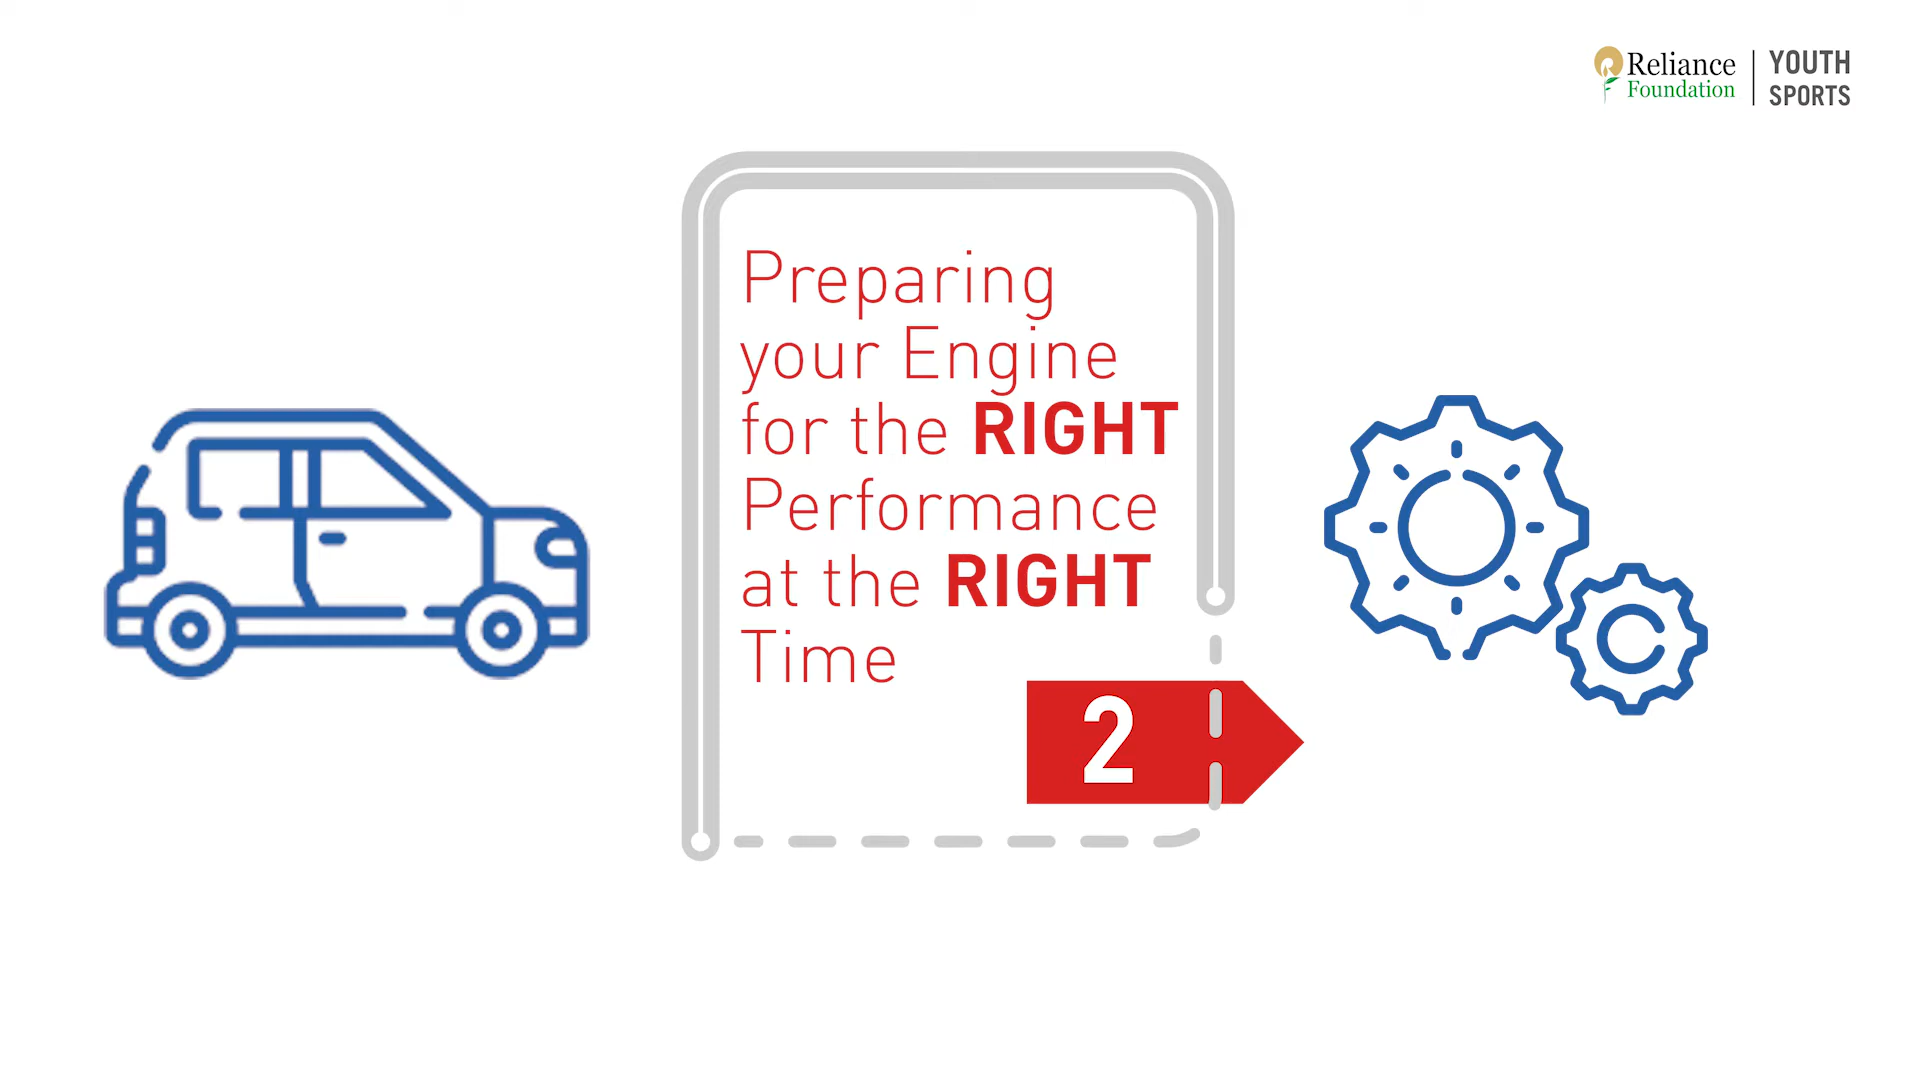 Reliance
Foundation
YOUTH
SPORTS
Preparing
your Engine
for the RIGHT
Performance
at the RIGHT
Time
2